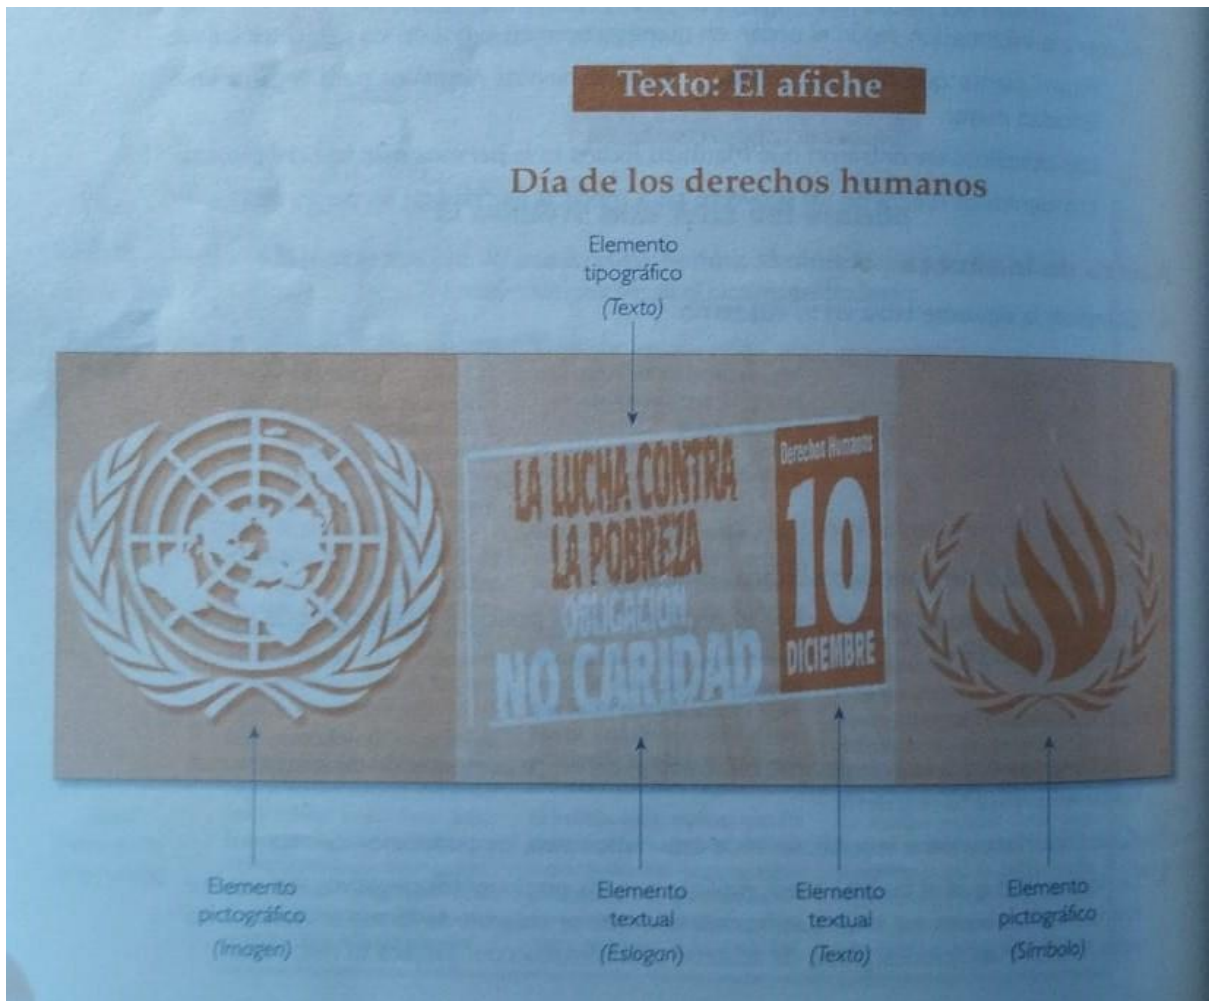 Texto: El afiche
Día de los derechos humanos
Elemento
tipográfico
(Texto)
LA LUCHA CONTRA
LA POBREZA
OBLIGACIÓN,
NO CARIDAD
Derechos Humanos
10
DICIEMBRE
Elemento
pictográfico
(Imagen)
Elemento
textual
(Eslogan)
Elemento
textual
(Texto)
Elemento
pictográfico
(Símbolo)